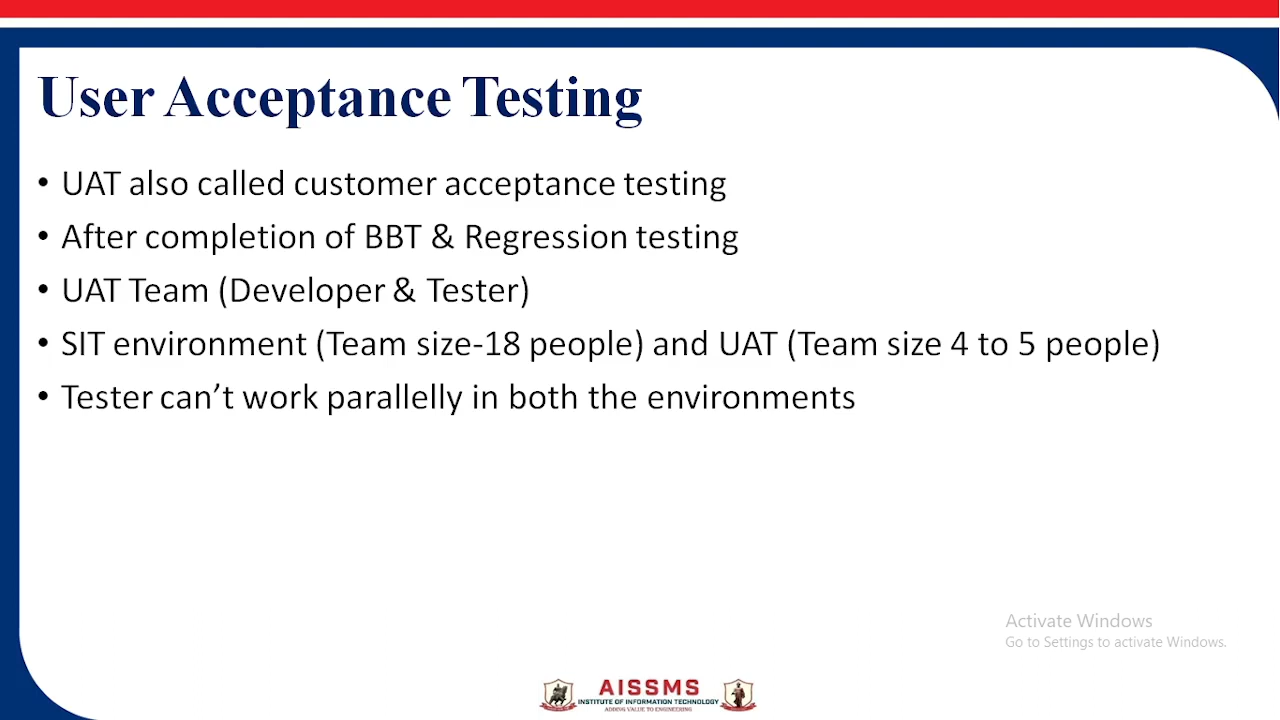 User Acceptance Testing
• UAT also called customer acceptance testing
• After completion of BBT & Regression testing
• UAT Team (Developer & Tester)
• SIT environment (Team size-18 people) and UAT (Team size 4 to 5 people)
• Tester can’t work parallelly in both the environments
Activate Windows
Go to Settings to activate Windows.
AISSMS
INSTITUTE OF INFORMATION TECHNOLOGY
ADDING VALUE TO ENGINEERING